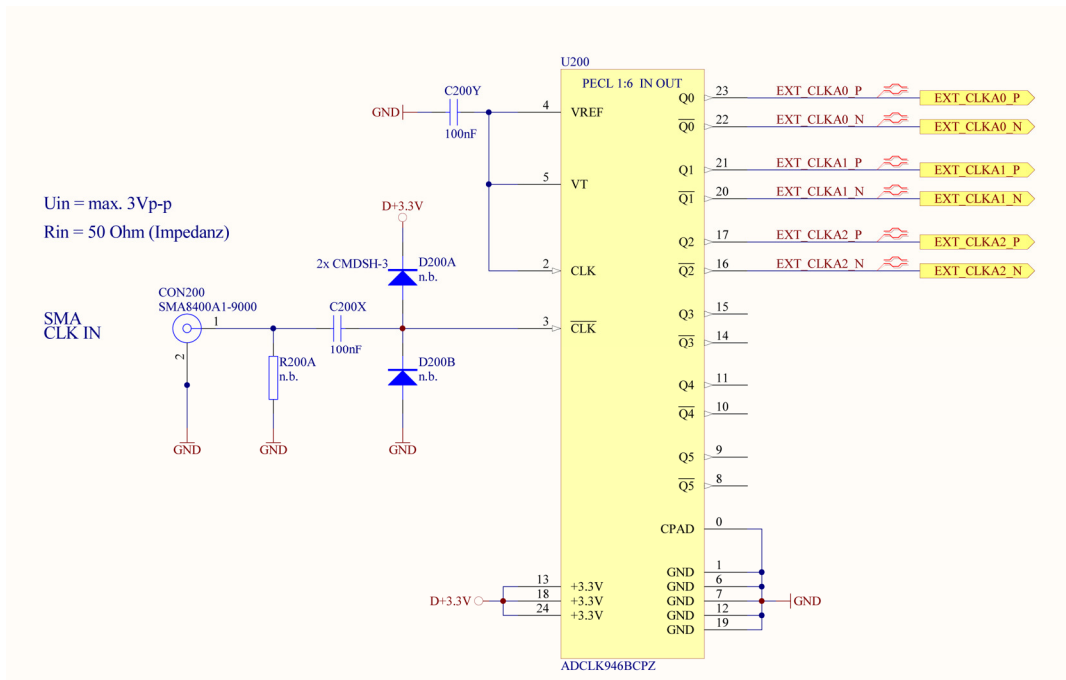 U200
PECL 1:6 IN OUT
C200Y
GND
100nF
4
VREF
5
VT
2
CLK
3
CLK
Q0
23
EXT_CLKA0_P
EXT_CLKA0_P
Q0
22
EXT_CLKA0_N
EXT_CLKA0_N
Q1
21
EXT_CLKA1_P
EXT_CLKA1_P
Q1
20
EXT_CLKA1_N
EXT_CLKA1_N
Q2
17
EXT_CLKA2_P
EXT_CLKA2_P
Q2
16
EXT_CLKA2_N
EXT_CLKA2_N
Q3
15
Q3
14
Q4
11
Q4
10
Q5
9
Q5
8
CPAD
0
GND
1
GND
6
GND
7
GND
12
GND
19
GND
Uin = max. 3Vp-p
Rin = 50 Ohm (Impedanz)
D+3.3V
2x CMDSH-3
D200A
n.b.
CON200
SMA8400A1-9000
SMA
CLK IN
1
2
C200X
100nF
R200A
n.b.
D200B
n.b.
GND
GND
GND
D+3.3V
13
+3.3V
18
+3.3V
24
+3.3V
ADCLK946BCPZ